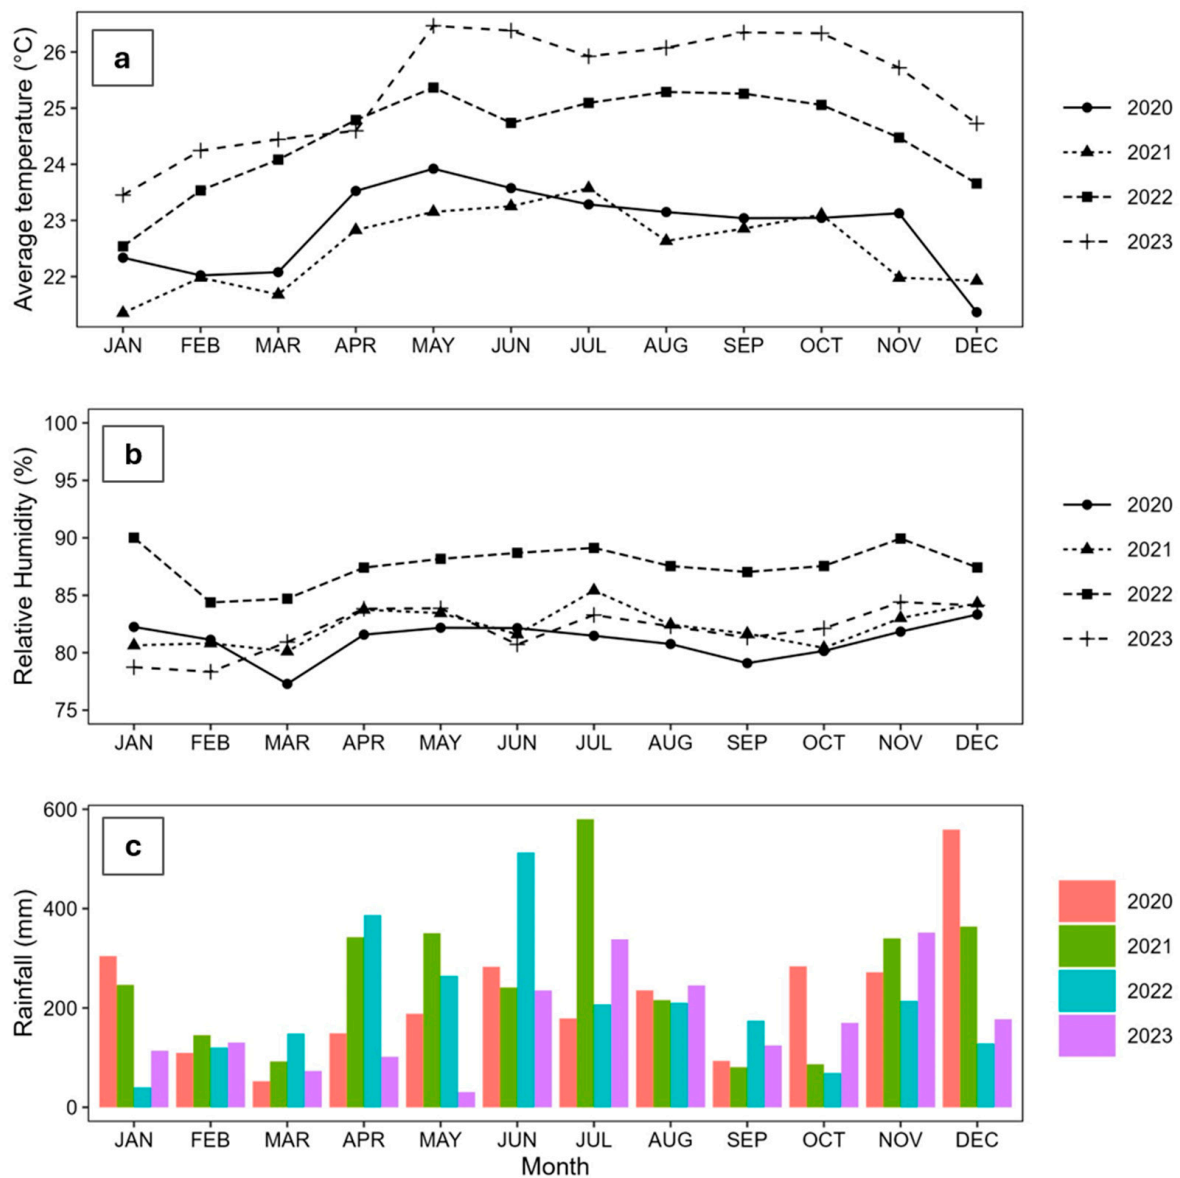 a
Average temperature (°C)
26
25
24
23
22
JAN FEB MAR APR MAY JUN JUL AUG SEP OCT NOV DEC
2020
2021
2022
2023
b
Relative Humidity (%)
100
95
90
85
80
75
JAN FEB MAR APR MAY JUN JUL AUG SEP OCT NOV DEC
2020
2021
2022
2023
c
Rainfall (mm)
600
400
200
0
JAN FEB MAR APR MAY JUN JUL AUG SEP OCT NOV DEC
Month
2020
2021
2022
2023